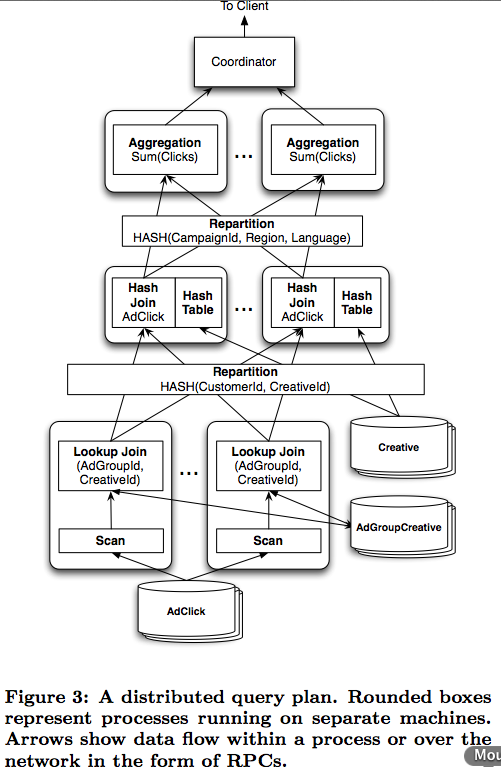 To Client
Coordinator
Aggregation
Sum(Clicks)
...
Aggregation
Sum(Clicks)
Repartition
HASH(CampaignId, Region, Language)
Hash
Join
AdClick
Hash
Table
...
Hash
Join
AdClick
Hash
Table
Repartition
HASH(CustomerId, CreativeId)
Lookup Join
(AdGroupId,
CreativeId)
...
Lookup Join
(AdGroupId,
CreativeId)
Creative
Scan
Scan
AdGroupCreative
AdClick
Figure 3: A distributed query plan. Rounded boxes
represent processes running on separate machines.
Arrows show data flow within a process or over the
network in the form of RPCs.